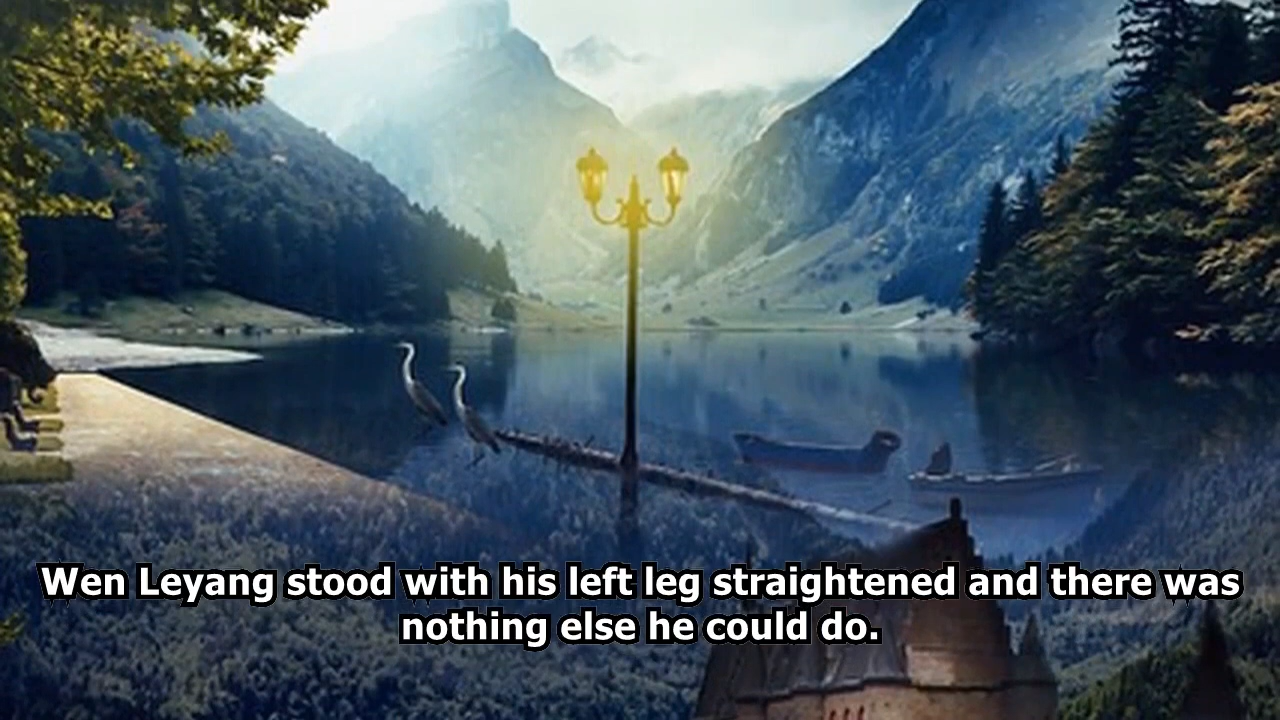 Wen Leyang stood with his left leg straightened and there was
nothing else he could do.